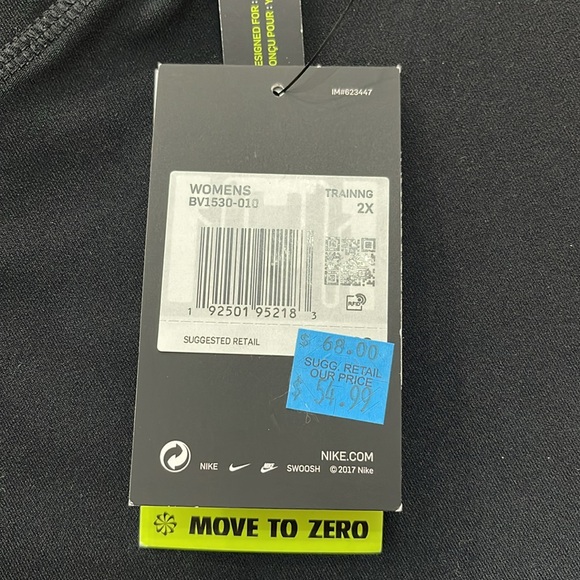 ESIGNED FOR :
ONÇU POUR : Y
IM#623447
WOMENS
BV1530-010
TRAINNG
2X
1 92501 95218 3
RFID
SUGGESTED RETAIL
$ 68.00
SUGG. RETAIL
OUR PRICE
$ 54.99
NIKE.COM
NIKE SWOOSH © 2017 Nike
MOVE TO ZERO